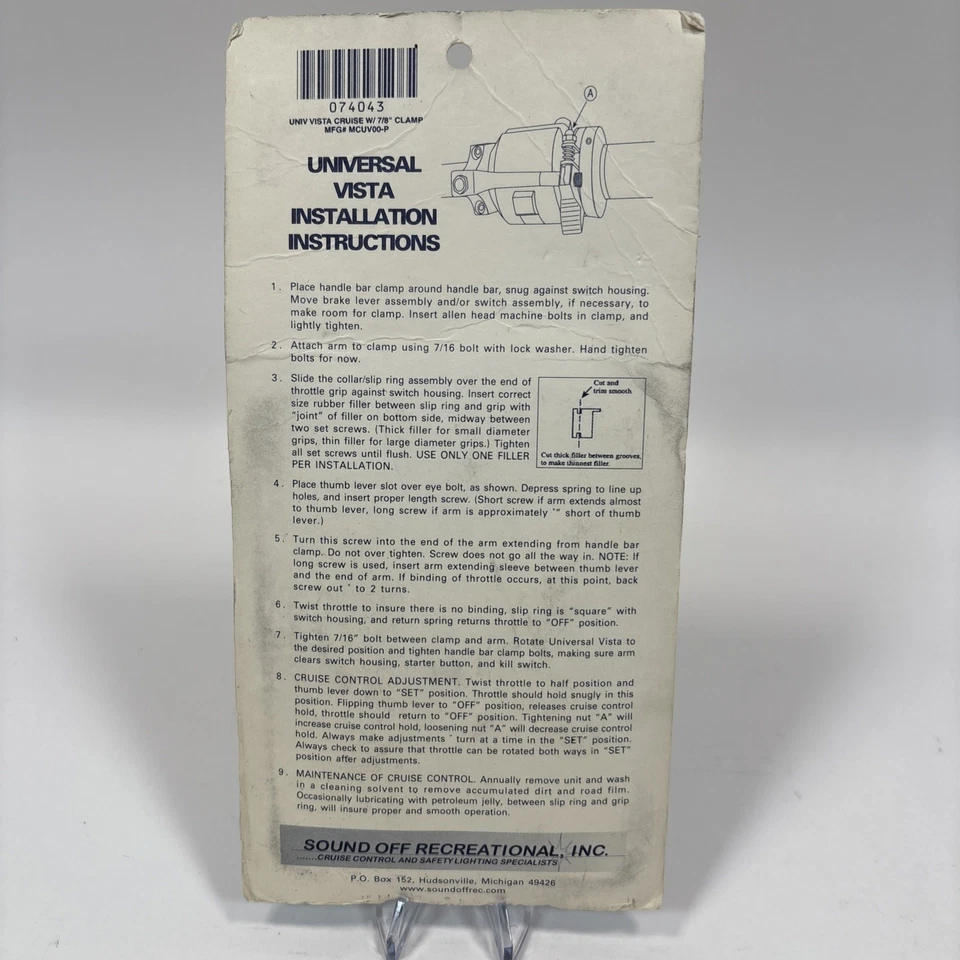 074043
UNIV VISTA CRUISE W/ 7/8" CLAMP
MFG# MCUV00-P
A
UNIVERSAL
VISTA
INSTALLATION
INSTRUCTIONS
1. Place handle bar clamp around handle bar, snug against switch housing.
Move brake lever assembly and/or switch assembly, if necessary, to
make room for clamp. Insert allen head machine bolts in clamp, and
lightly tighten.
2. Attach arm to clamp using 7/16 bolt with lock washer. Hand tighten
bolts for now.
3. Slide the collar/slip ring assembly over the end of
throttle grip against switch housing. Insert correct
size rubber filler between slip ring and grip with
"joint" of filler on bottom side, midway between
two set screws. (Thick filler for small diameter
grips, thin filler for large diameter grips.) Tighten
all set screws until flush. USE ONLY ONE FILLER
PER INSTALLATION.
Cut and
trim smooth
Cut thick filler between grooves,
to make thinnest filler.
4. Place thumb lever slot over eye bolt, as shown. Depress spring to line up
holes, and insert proper length screw. (Short screw if arm extends almost
to thumb lever, long screw if arm is approximately " short of thumb
lever.)
5. Turn this screw into the end of the arm extending from handle bar
clamp. Do not over tighten. Screw does not go all the way in. NOTE: If
long screw is used, insert arm extending sleeve between thumb lever
and the end of arm. If binding of throttle occurs, at this point, back
screw out to 2 turns.
6. Twist throttle to insure there is no binding, slip ring is "square" with
switch housing, and return spring returns throttle to "OFF" position.
7. Tighten 7/16" bolt between clamp and arm. Rotate Universal Vista to
the desired position and tighten handle bar clamp bolts, making sure arm
clears switch housing, starter button, and kill switch.
8. CRUISE CONTROL ADJUSTMENT. Twist throttle to half position and
thumb lever down to "SET" position. Throttle should hold snugly in this
position. Flipping thumb lever to "OFF" position, releases cruise control
hold, throttle should return to "OFF" position. Tightening nut "A" will
increase cruise control hold, loosening nut "A" will decrease cruise control
hold. Always make adjustments turn at a time in the "SET" position.
Always check to assure that throttle can be rotated both ways in "SET"
position after adjustments.
9. MAINTENANCE OF CRUISE CONTROL. Annually remove unit and wash
in a cleaning solvent to remove accumulated dirt and road film.
Occasionally lubricating with petroleum jelly, between slip ring and grip
ring, will insure proper and smooth operation.
SOUND OFF RECREATIONAL, INC.
.......CRUISE CONTROL AND SAFETY LIGHTING SPECIALISTS
P.O. Box 152, Hudsonville, Michigan 49426
www.soundoffrec.com